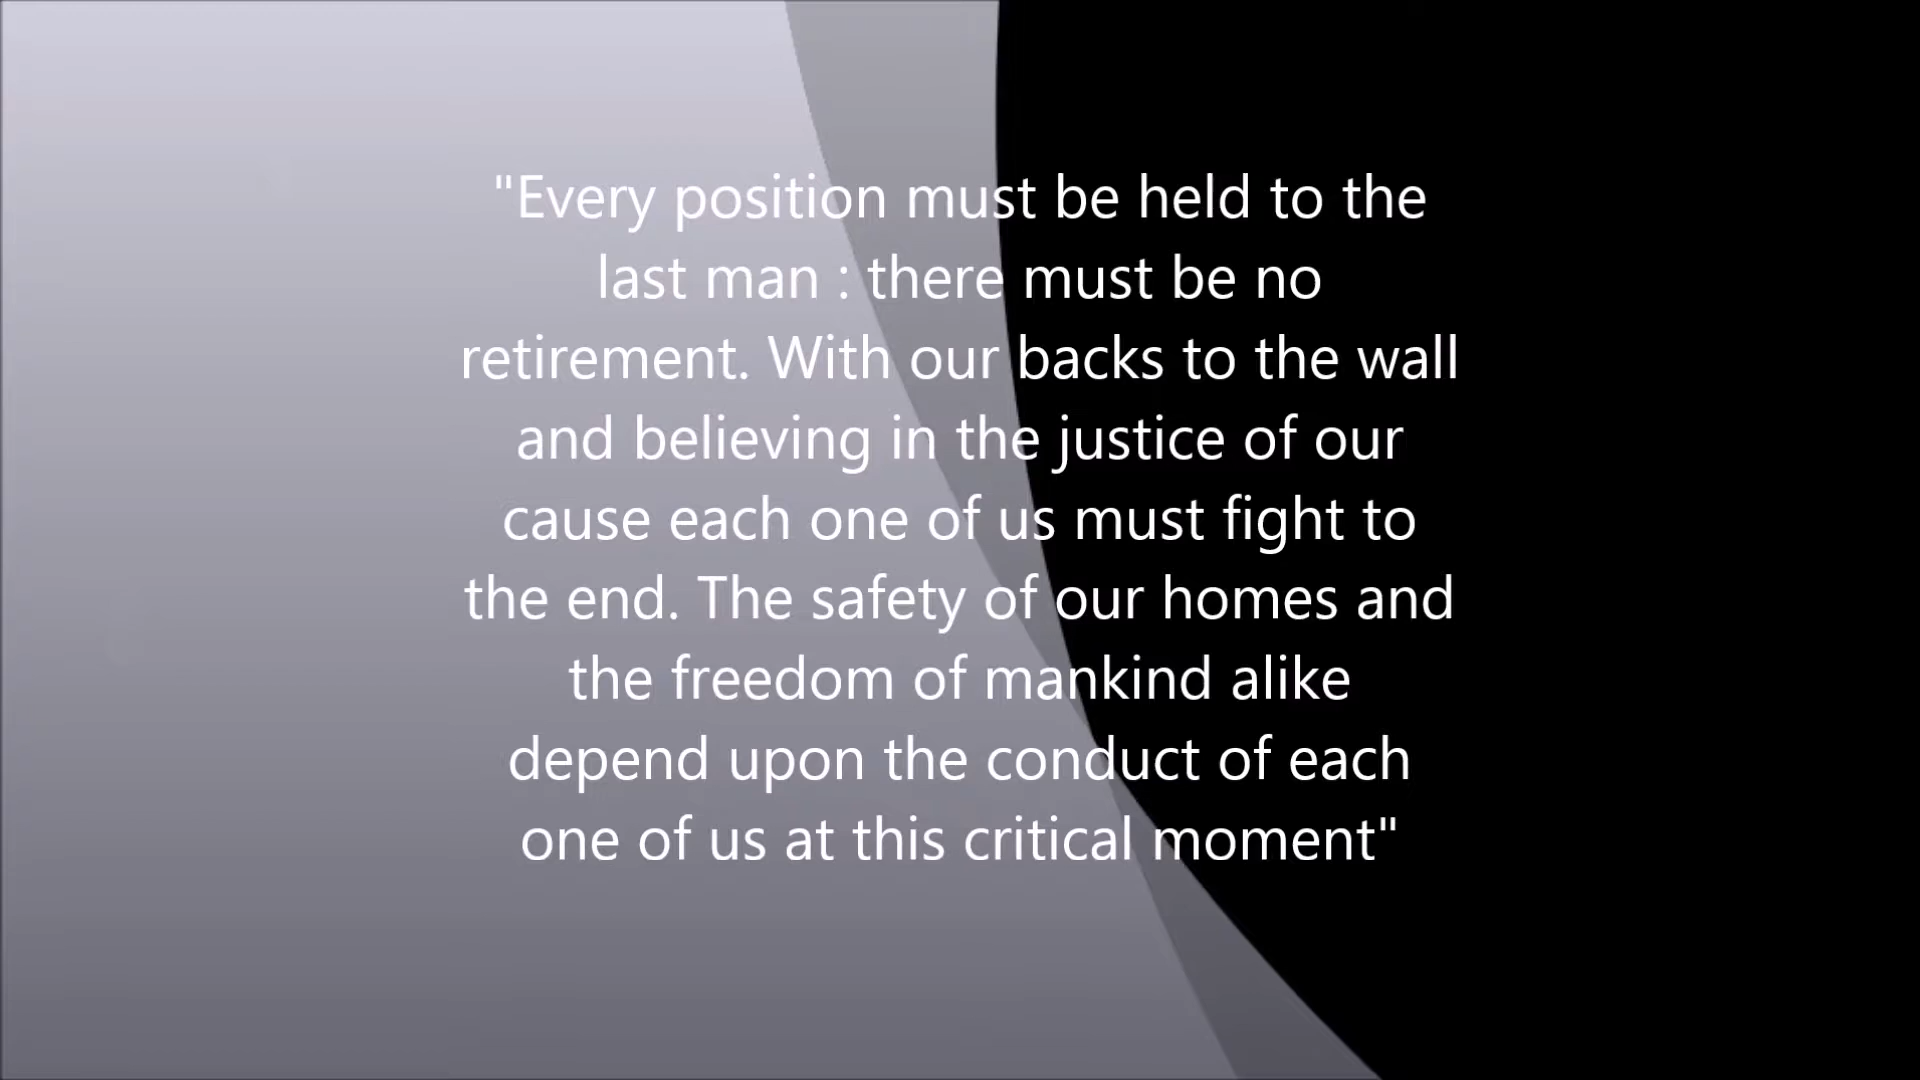 "Every position must be held to the
last man : there must be no
retirement. With our backs to the wall
and believing in the justice of our
cause each one of us must fight to
the end. The safety of our homes and
the freedom of mankind alike
depend upon the conduct of each
one of us at this critical moment"